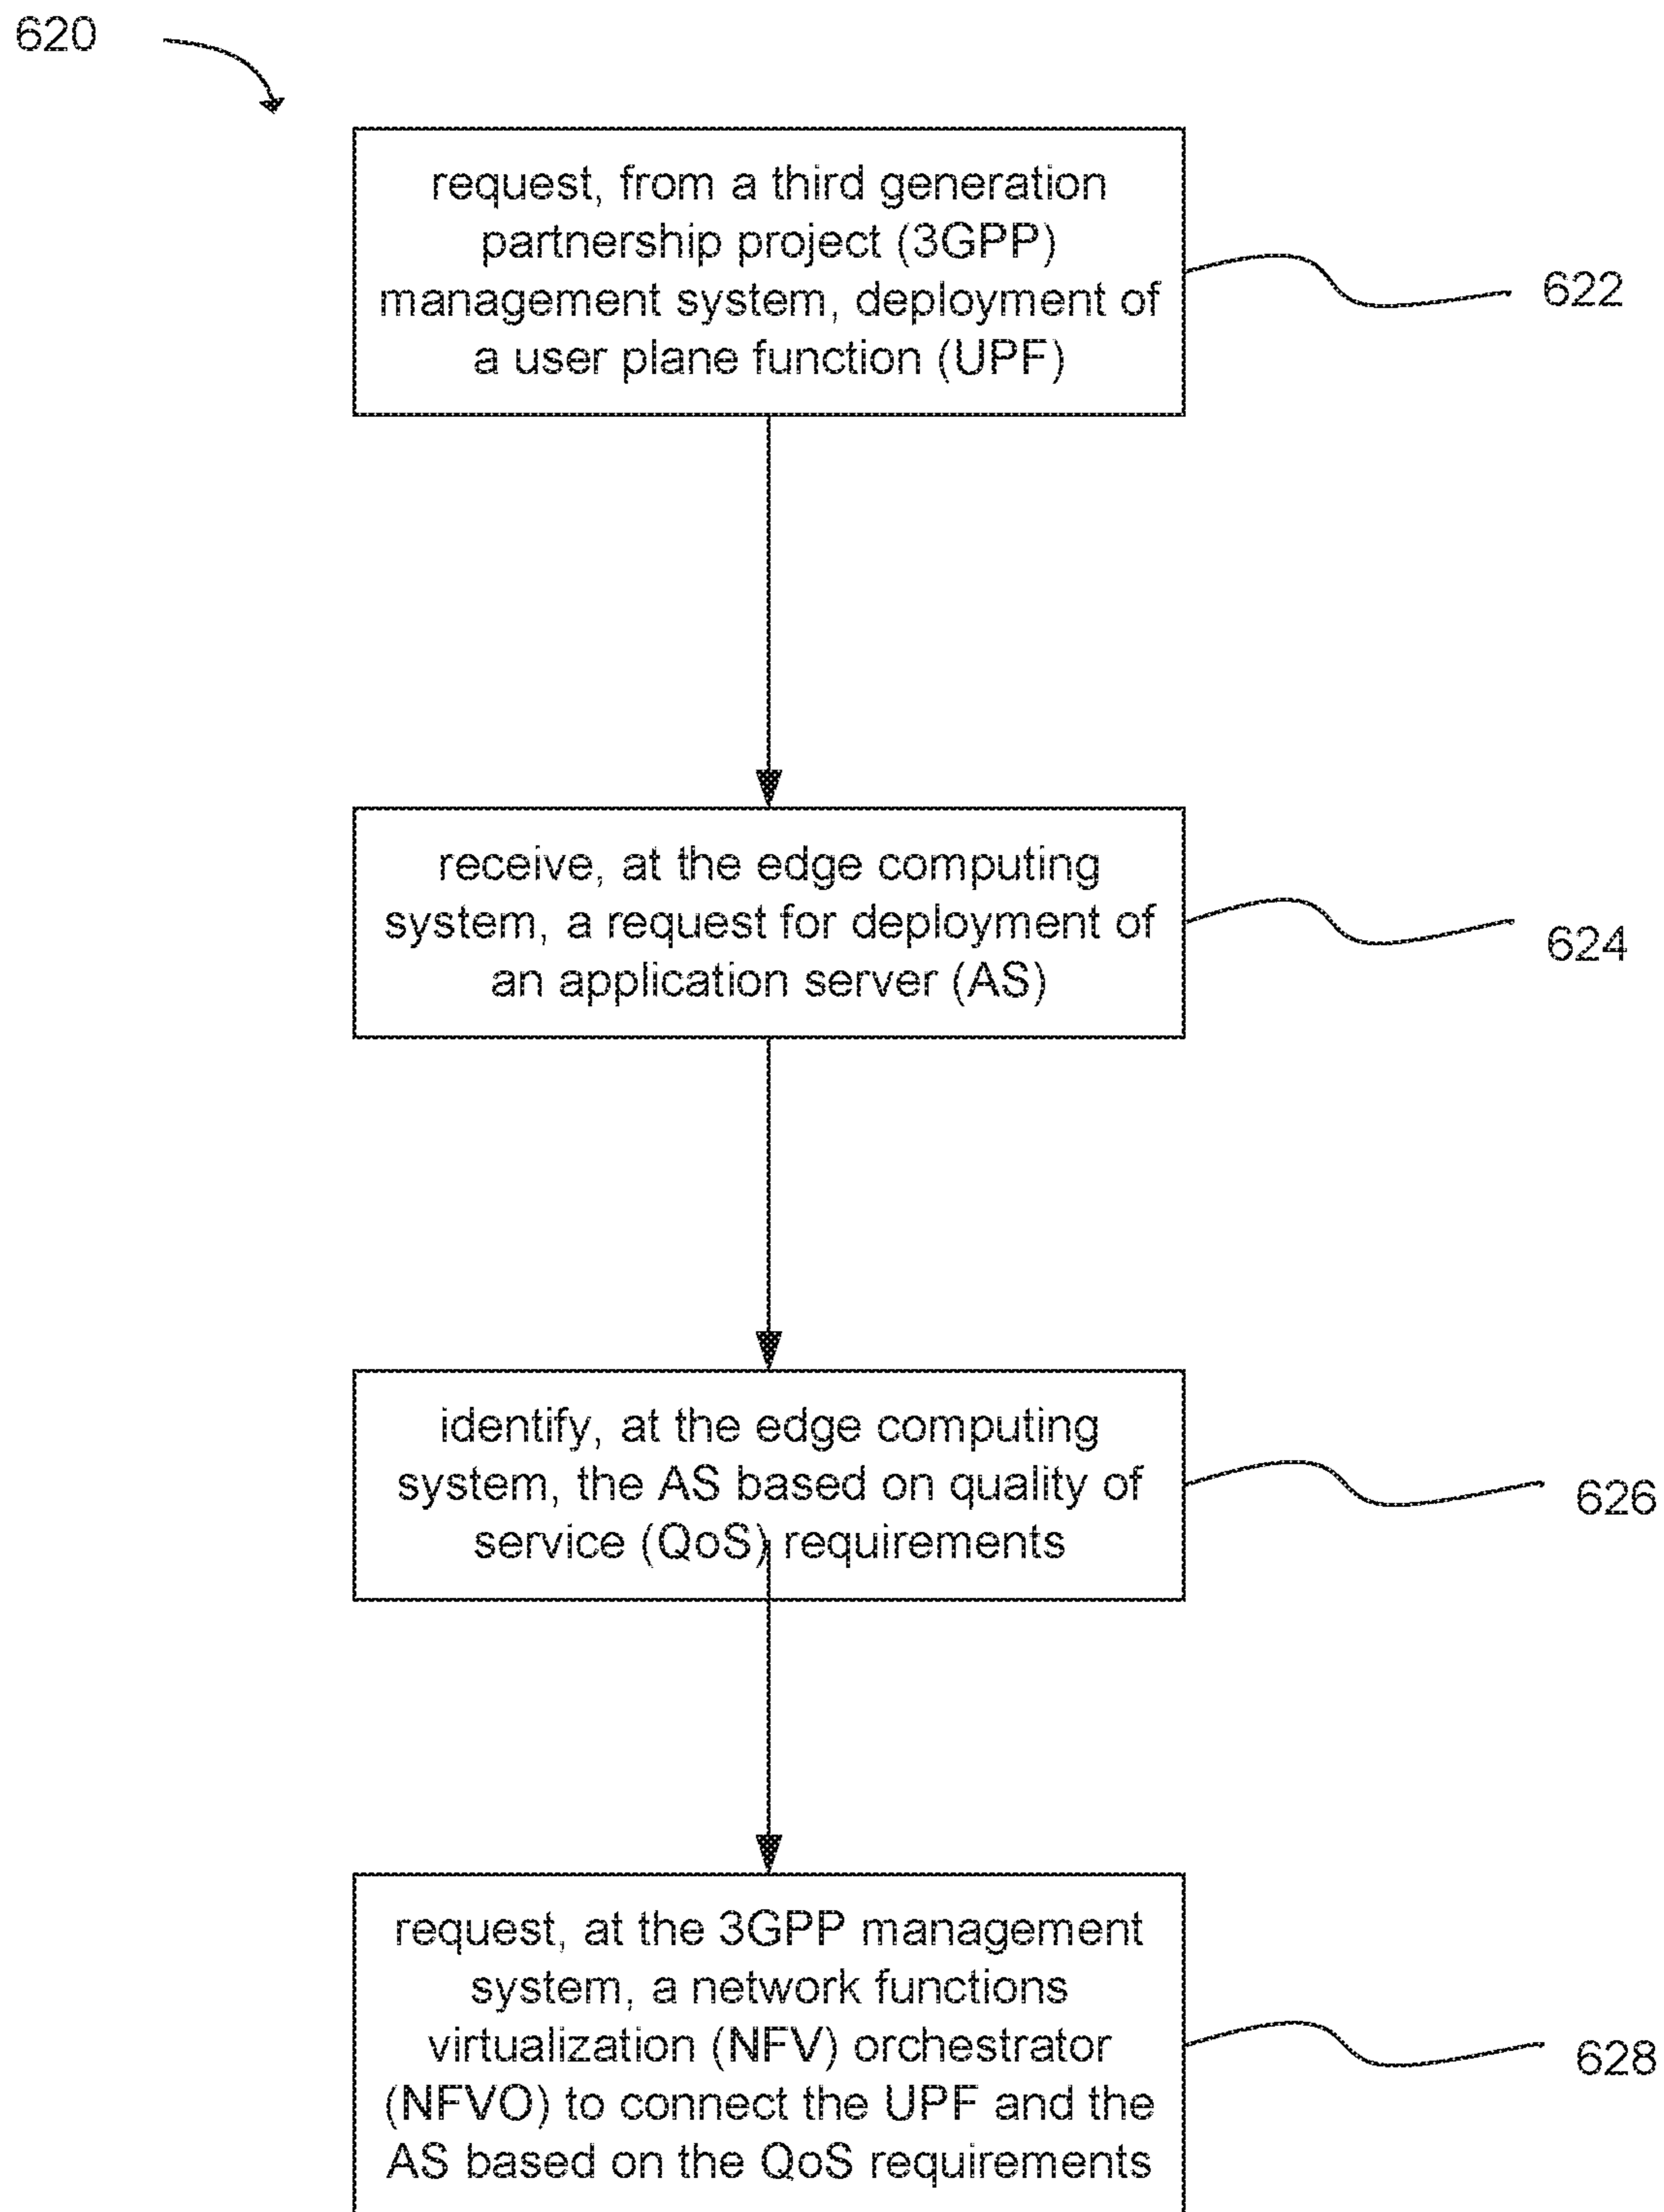 620
request, from a third generation
partnership project (3GPP)
management system, deployment of
a user plane function (UPF)
622
receive, at the edge computing
system, a request for deployment of
an application server (AS)
624
identify, at the edge computing
system, the AS based on quality of
service (QoS) requirements
626
request, at the 3GPP management
system, a network functions
virtualization (NFV) orchestrator
(NFVO) to connect the UPF and the
AS based on the QoS requirements
628